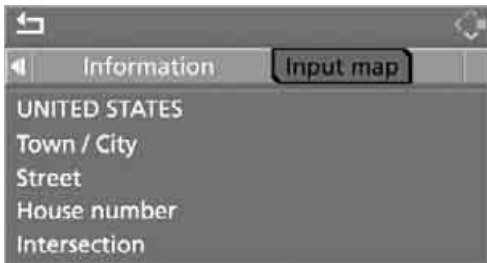 Information Input map
UNITED STATES
Town / City
Street
House number
Intersection